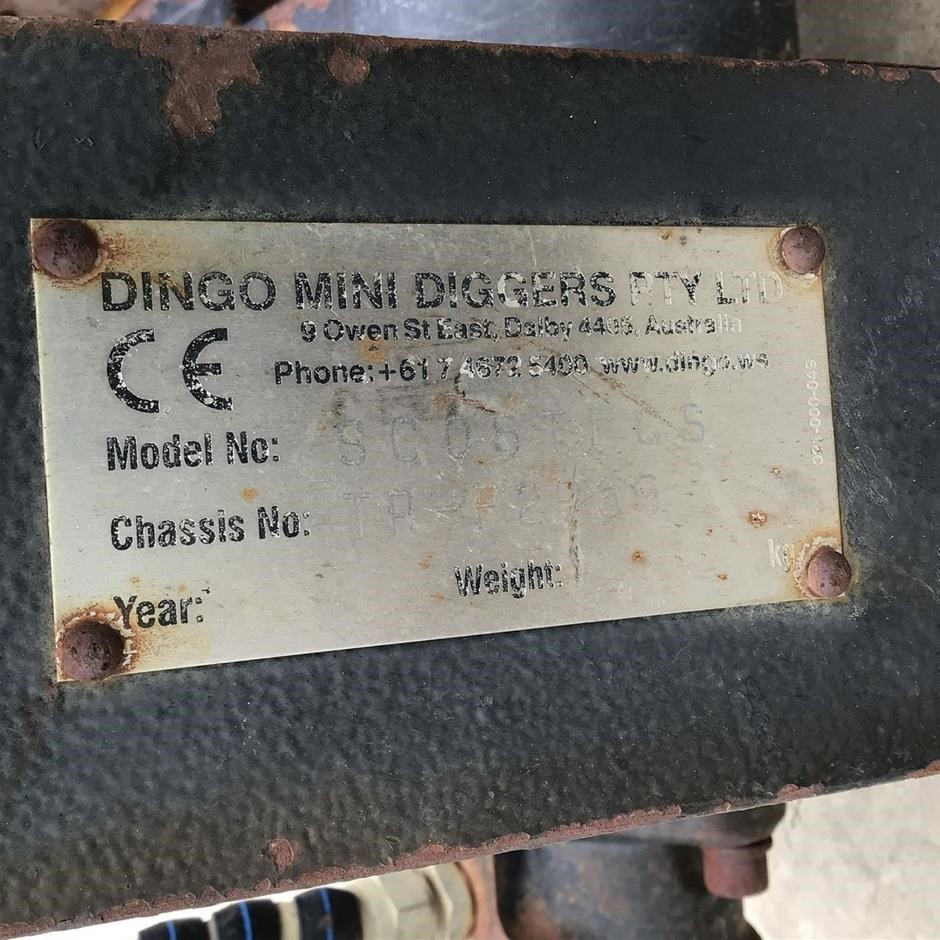 DINGO MINI DIGGERS PTY LTD
9 Owen St East, Dalby 4405, Australia
CE
Phone: +61 7 4672 5400 www.dingo.ws
Model No:
Chassis No:
Year:
Weight: kg